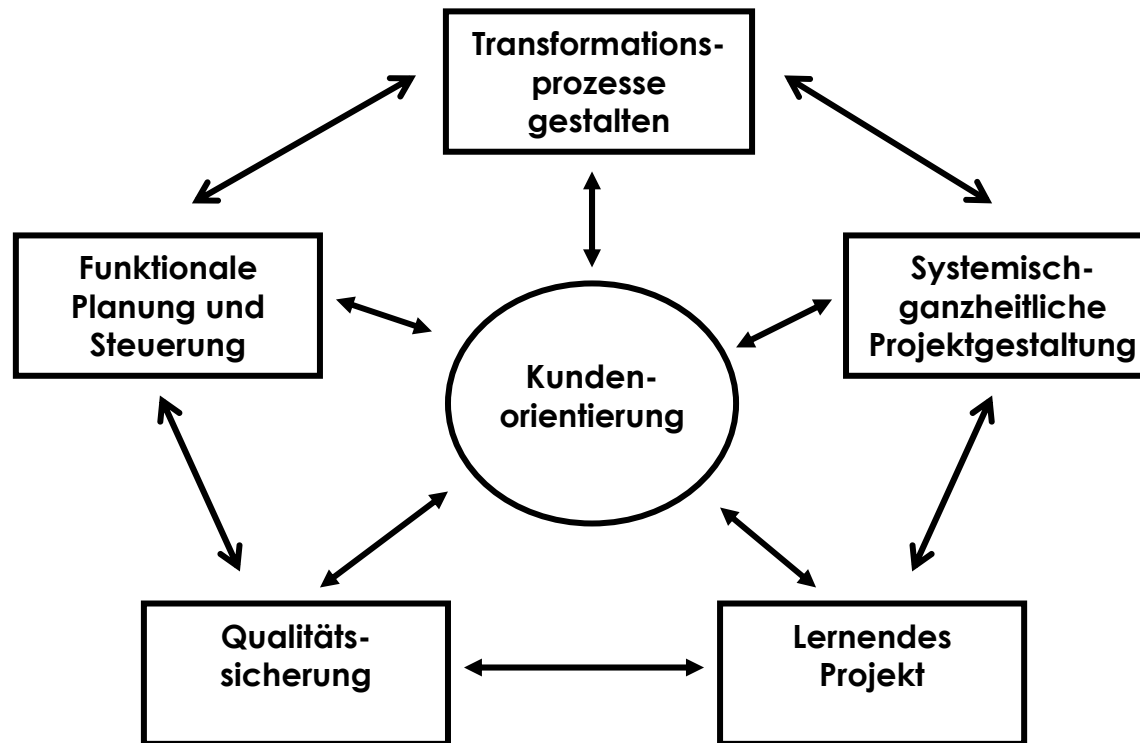 Transformations-
prozesse
gestalten
Funktionale
Planung und
Steuerung
Systemisch-
ganzheitliche
Projektgestaltung
Kunden-
orientierung
Qualitäts-
sicherung
Lernendes
Projekt